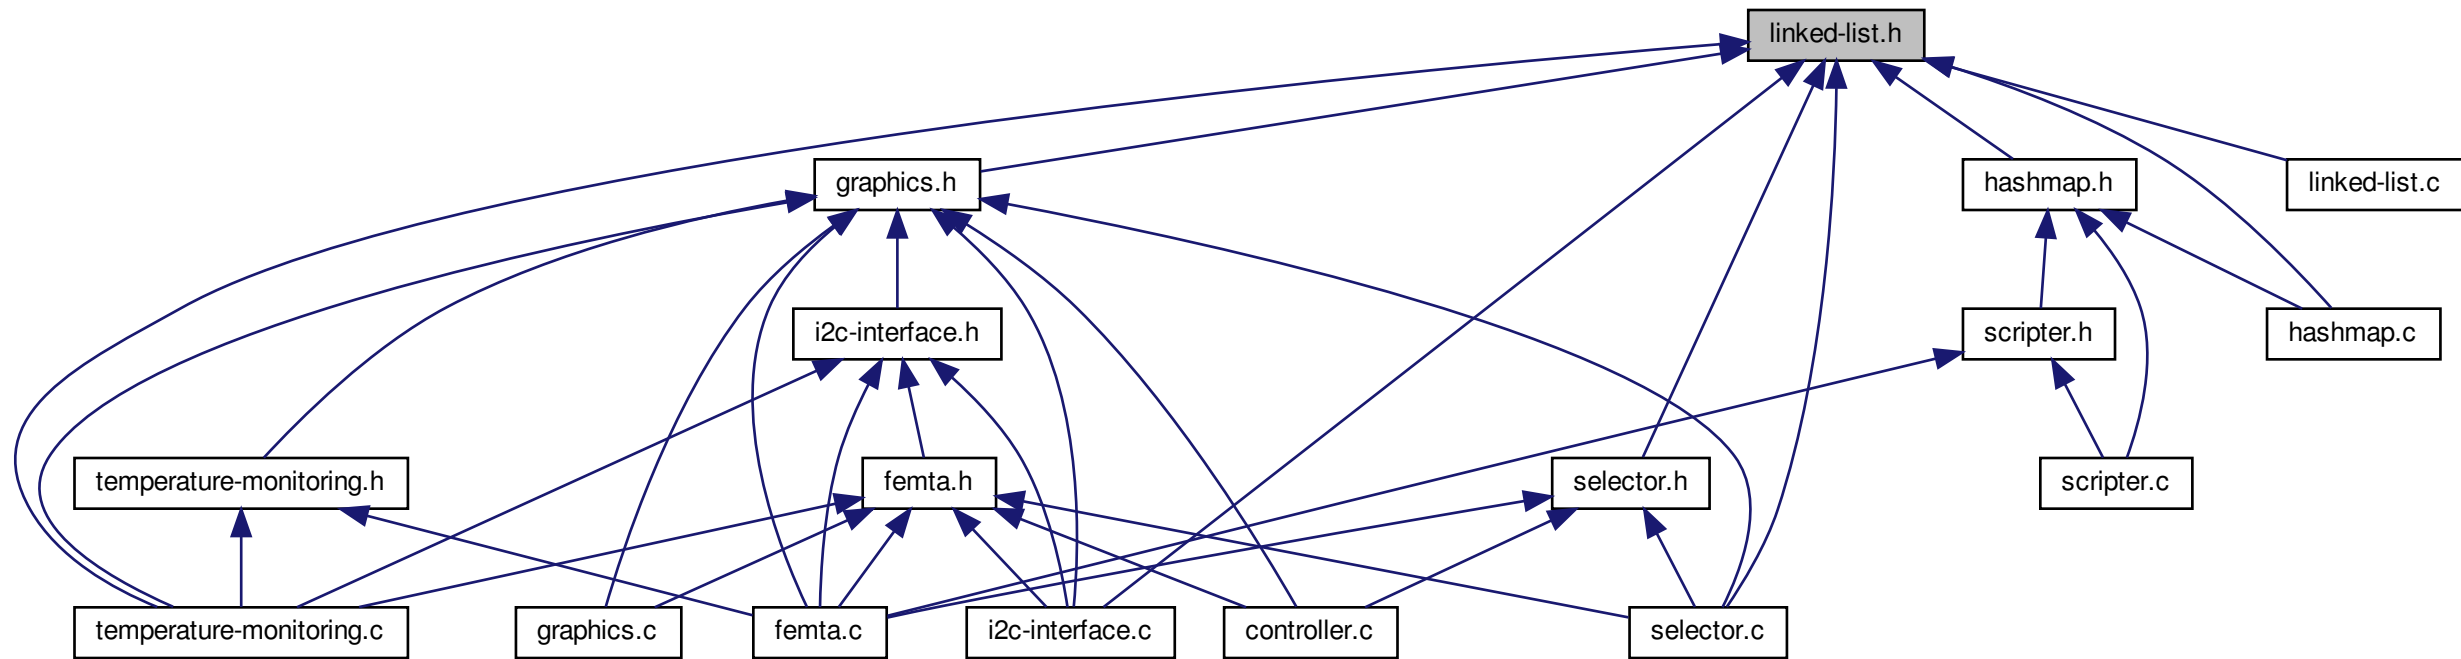 linked-list.h
graphics.h
hashmap.h
linked-list.c
i2c-interface.h
scripter.h
hashmap.c
temperature-monitoring.h
femta.h
selector.h
scripter.c
temperature-monitoring.c
graphics.c
femta.c
i2c-interface.c
controller.c
selector.c